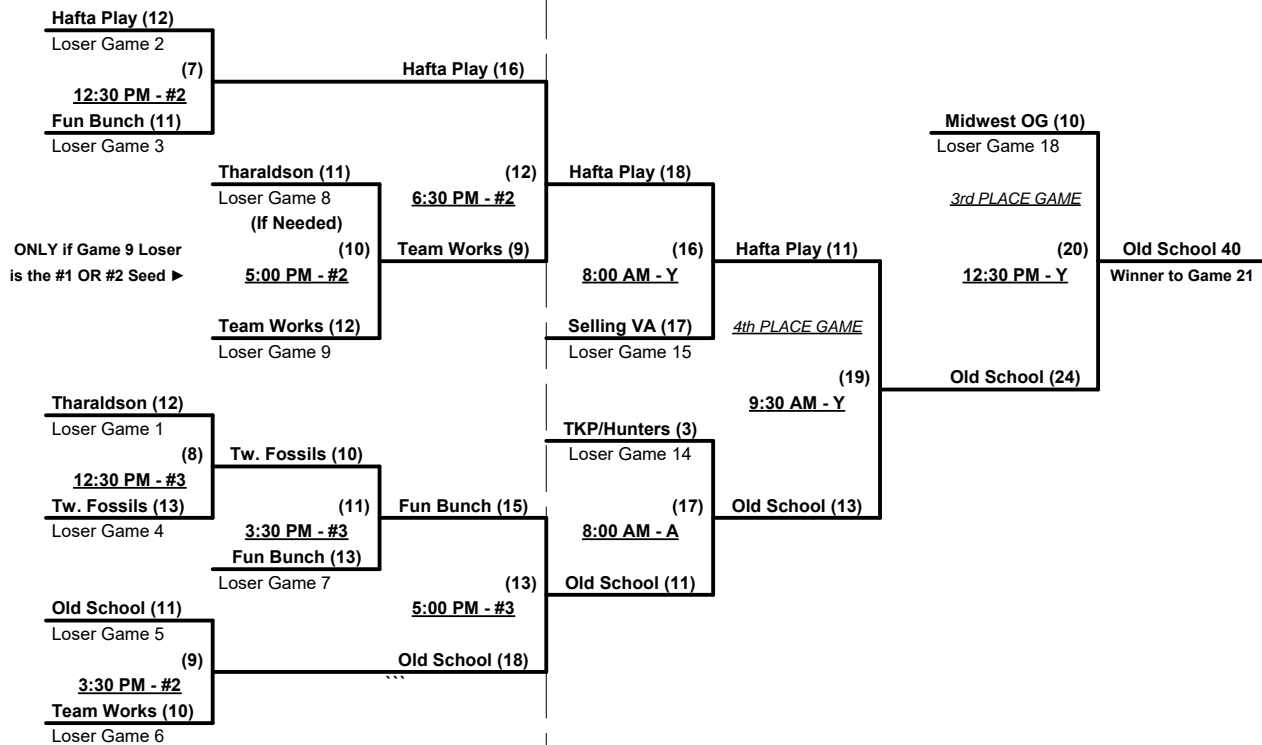 Hafta Play (12)
Loser Game 2
(7)
12:30 PM - #2
Fun Bunch (11)
Loser Game 3
Hafta Play (16)
Tharaldson (11)
Loser Game 8
(If Needed)
ONLY if Game 9 Loser
is the #1 OR #2 Seed ►
(10)
5:00 PM - #2
Team Works (12)
Loser Game 9
(12)
6:30 PM - #2
Team Works (9)
Hafta Play (18)
(16)
8:00 AM - Y
Selling VA (17)
Loser Game 15
Hafta Play (11)
4th PLACE GAME
(19)
9:30 AM - Y
Midwest OG (10)
Loser Game 18
3rd PLACE GAME
(20)
12:30 PM - Y
Old School 40
Winner to Game 21
Old School (24)
Tharaldson (12)
Loser Game 1
(8)
12:30 PM - #3
Tw. Fossils (13)
Loser Game 4
Tw. Fossils (10)
(11)
3:30 PM - #3
Fun Bunch (13)
Loser Game 7
Fun Bunch (15)
(13)
5:00 PM - #3
TKP/Hunters (3)
Loser Game 14
(17)
8:00 AM - A
Old School (13)
Old School (11)
Old School (11)
Loser Game 5
(9)
3:30 PM - #2
Team Works (10)
Loser Game 6
Old School (18)
```